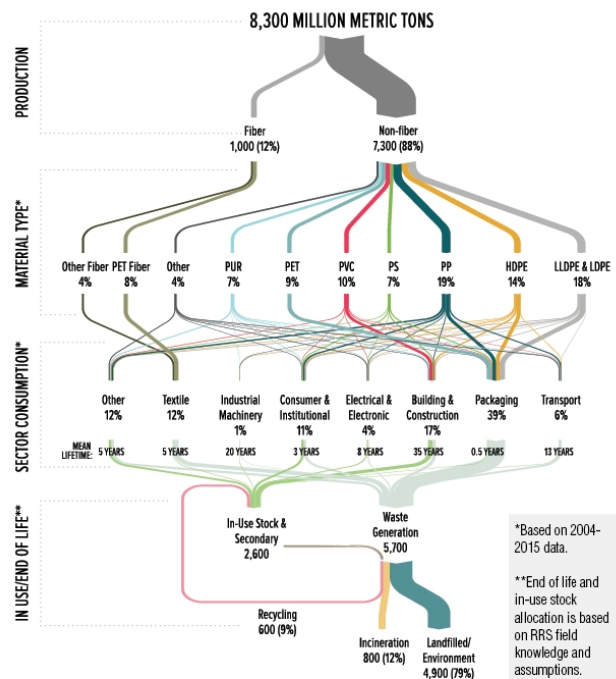 8,300 MILLION METRIC TONS
PRODUCTION
Fiber
1,000 (12%)
Non-fiber
7,300 (88%)
MATERIAL TYPE*
Other Fiber
4%
PET Fiber
8%
Other
4%
PUR
7%
PET
9%
PVC
10%
PS
7%
PP
19%
HDPE
14%
LLDPE & LDPE
18%
SECTOR CONSUMPTION*
Other
12%
Textile
12%
Industrial
Machinery
1%
Consumer &
Institutional
11%
Electrical &
Electronic
4%
Building &
Construction
17%
Packaging
39%
Transport
6%
MEAN
LIFETIME:
5 YEARS
5 YEARS
20 YEARS
3 YEARS
8 YEARS
35 YEARS
0.5 YEARS
13 YEARS
IN USE/END OF LIFE**
In-Use Stock &
Secondary
2,600
Waste
Generation
5,700
Recycling
600 (9%)
Incineration
800 (12%)
Landfilled/
Environment
4,900 (79%)
*Based on 2004-
2015 data.
**End of life and
in-use stock
allocation is based
on RRS field
knowledge and
assumptions.